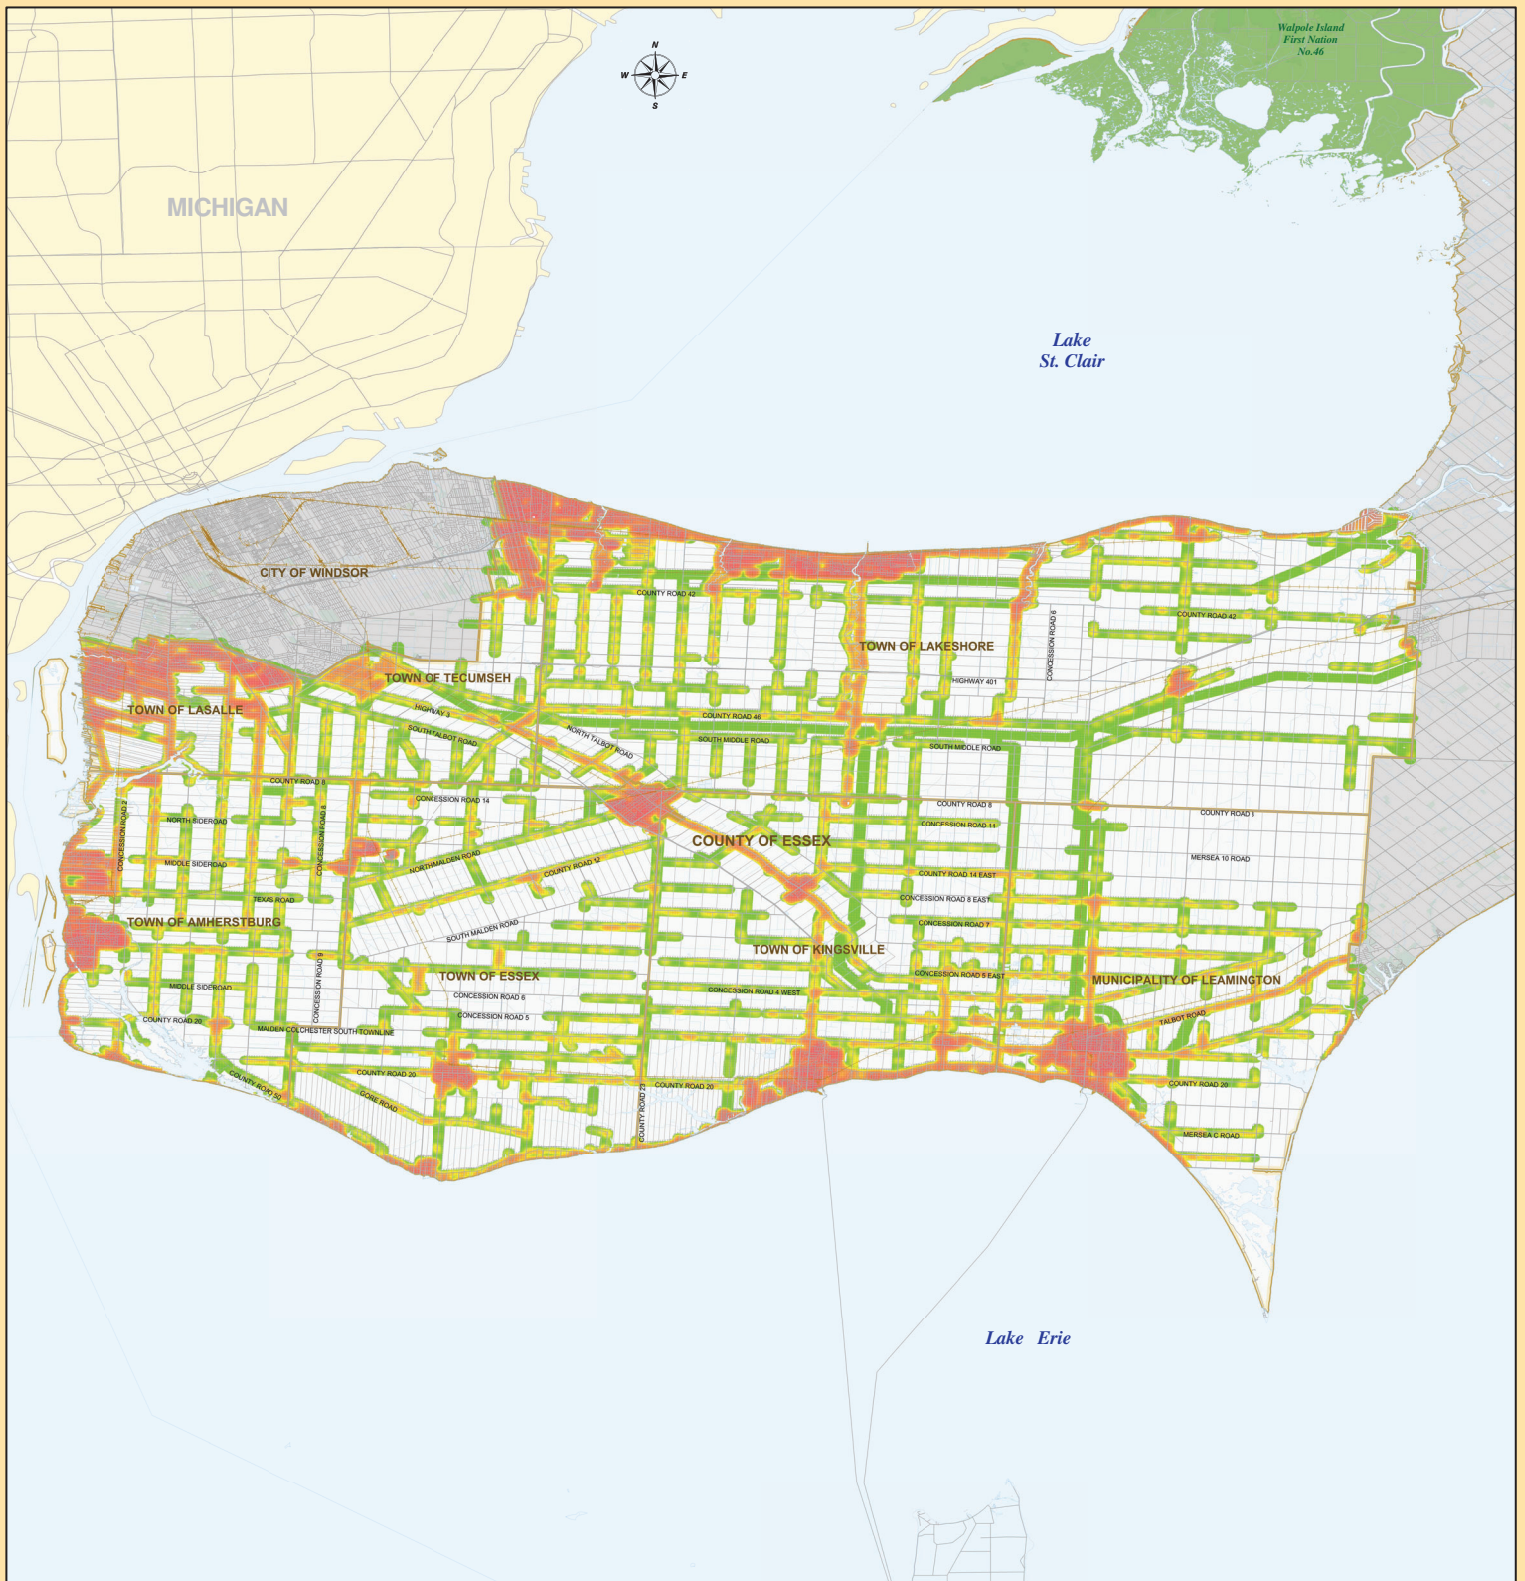 Walpole Island
First Nation
No.46
N
W
E
S
MICHIGAN
Lake
St. Clair
CITY OF WINDSOR
COUNTY ROAD 42
COUNTY ROAD 42
CONCESSION ROAD 6
TOWN OF LAKESHORE
TOWN OF TECUMSEH
HIGHWAY 401
TOWN OF LASALLE
HIGHWAY 3
COUNTY ROAD 46
SOUTH TALBOT ROAD
NORTH TALBOT ROAD
SOUTH MIDDLE ROAD
SOUTH MIDDLE ROAD
COUNTY ROAD 8
CONCESSION ROAD 14
COUNTY ROAD 8
COUNTY ROAD
CONCESSION ROAD 2
NORTH SIDEROAD
CONCESSION ROAD 8
CONCESSION ROAD 11
COUNTY OF ESSEX
MIDDLE SIDEROAD
NORTH MALDEN ROAD
COUNTY ROAD 12
MERSEA 10 ROAD
COUNTY ROAD 14 EAST
TEXAS ROAD
CONCESSION ROAD 8 EAST
TOWN OF AMHERSTBURG
SOUTH MALDEN ROAD
CONCESSION ROAD 7
TOWN OF KINGSVILLE
TOWN OF ESSEX
CONCESSION ROAD 9
CONCESSION ROAD 5 EAST
MUNICIPALITY OF LEAMINGTON
MIDDLE SIDEROAD
CONCESSION ROAD 6
CONCESSION ROAD 4 WEST
COUNTY ROAD 20
CONCESSION ROAD 5
TALBOT ROAD
MALDEN COLCHESTER SOUTH TOWNLINE
COUNTY ROAD 50
COUNTY ROAD 20
GORE ROAD
COUNTY ROAD 23
COUNTY ROAD 20
COUNTY ROAD 20
MERSEA C ROAD
Lake Erie